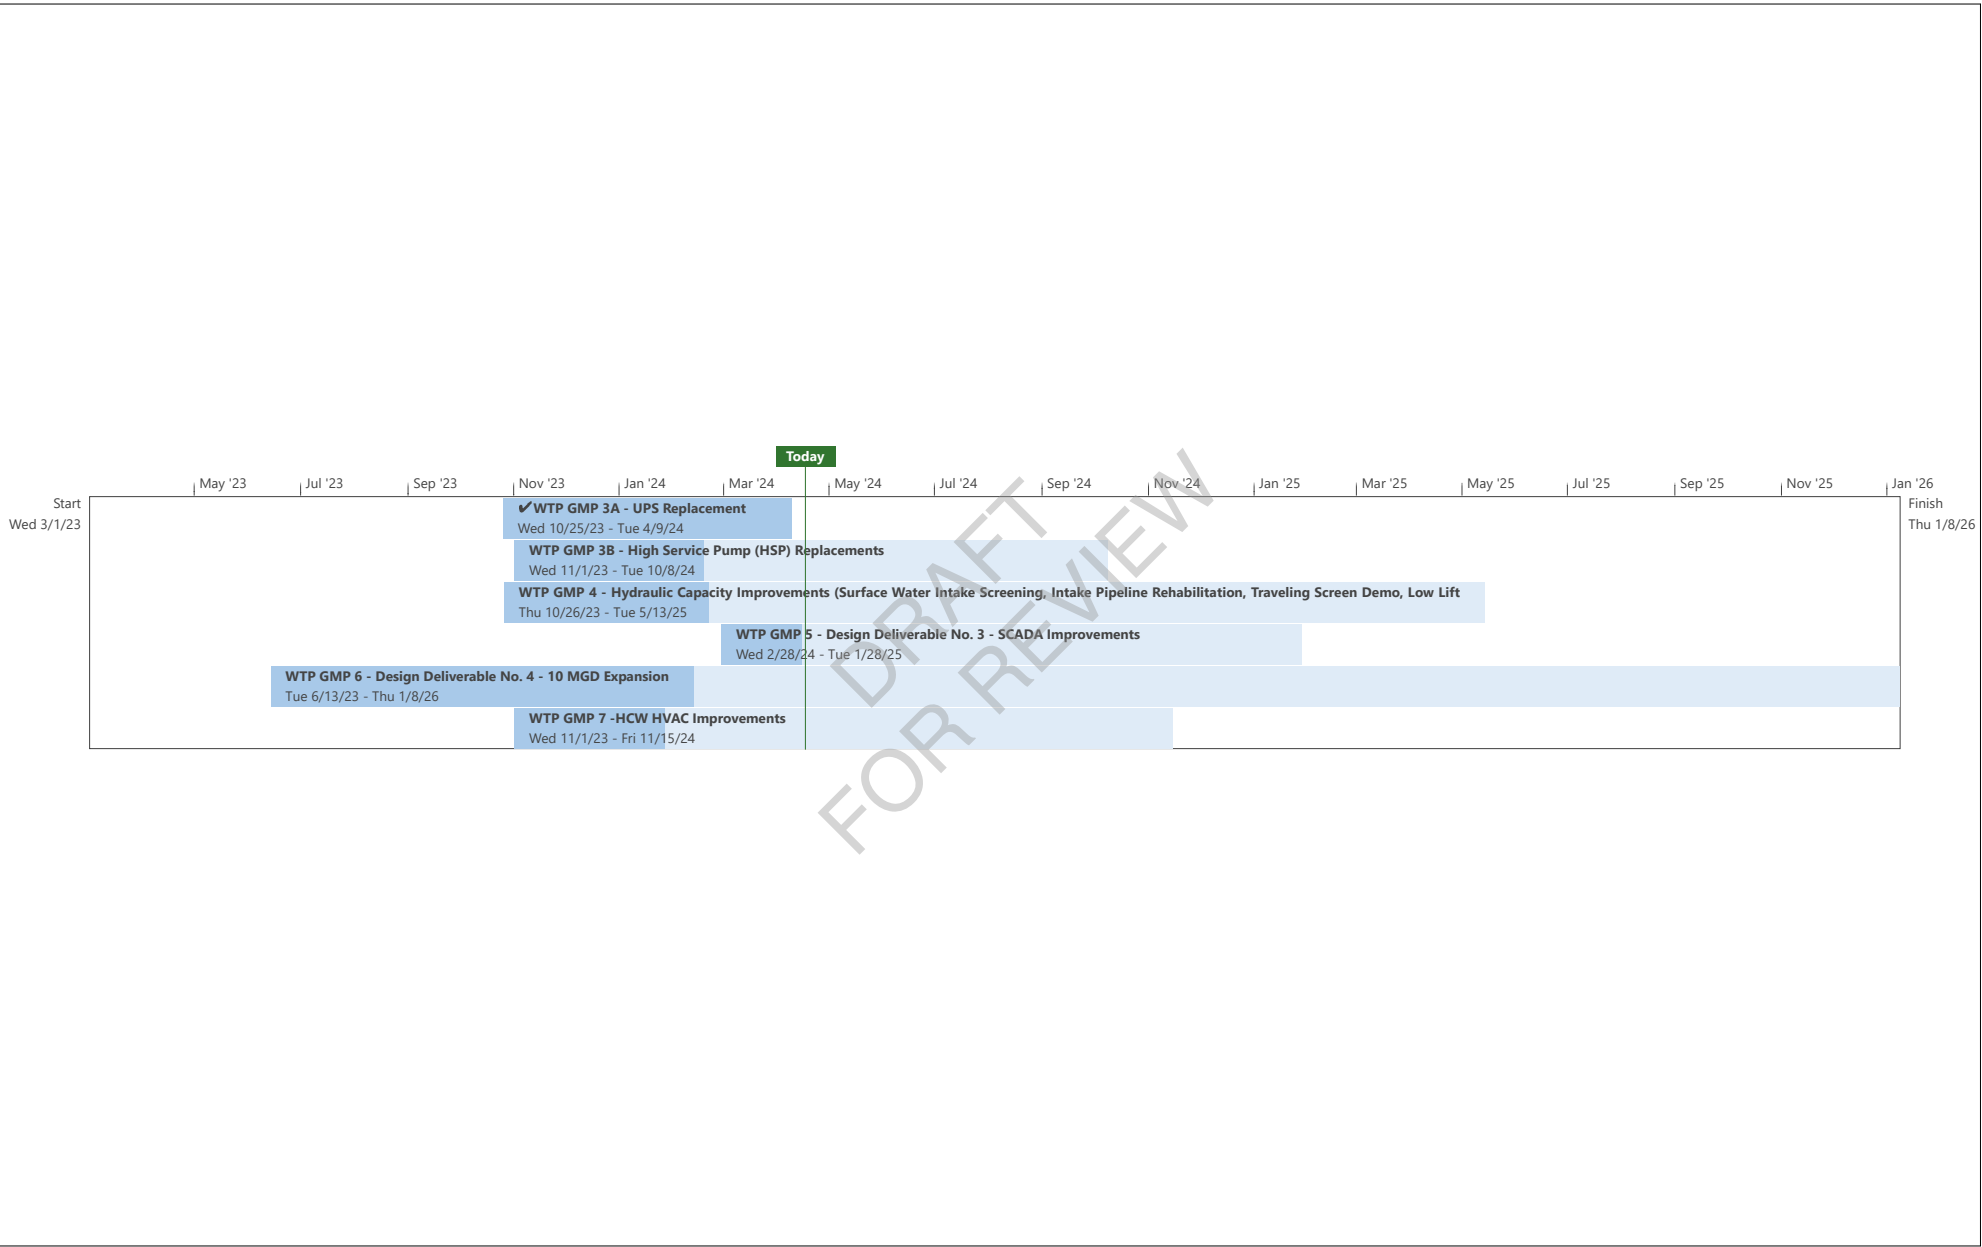 Today
May '23 Jul '23 Sep '23 Nov '23 Jan '24 Mar '24 May '24 Jul '24 Sep '24 Nov '24 Jan '25 Mar '25 May '25 Jul '25 Sep '25 Nov '25 Jan '26
Start
Wed 3/1/23
✔WTP GMP 3A - UPS Replacement
Wed 10/25/23 - Tue 4/9/24
WTP GMP 3B - High Service Pump (HSP) Replacements
Wed 11/1/23 - Tue 10/8/24
WTP GMP 4 - Hydraulic Capacity Improvements (Surface Water Intake Screening, Intake Pipeline Rehabilitation, Traveling Screen Demo, Low Lift
Thu 10/26/23 - Tue 5/13/25
WTP GMP 5 - Design Deliverable No. 3 - SCADA Improvements
Wed 2/28/24 - Tue 1/28/25
WTP GMP 6 - Design Deliverable No. 4 - 10 MGD Expansion
Tue 6/13/23 - Thu 1/8/26
WTP GMP 7 -HCW HVAC Improvements
Wed 11/1/23 - Fri 11/15/24
Finish
Thu 1/8/26
DRAFT
FOR REVIEW